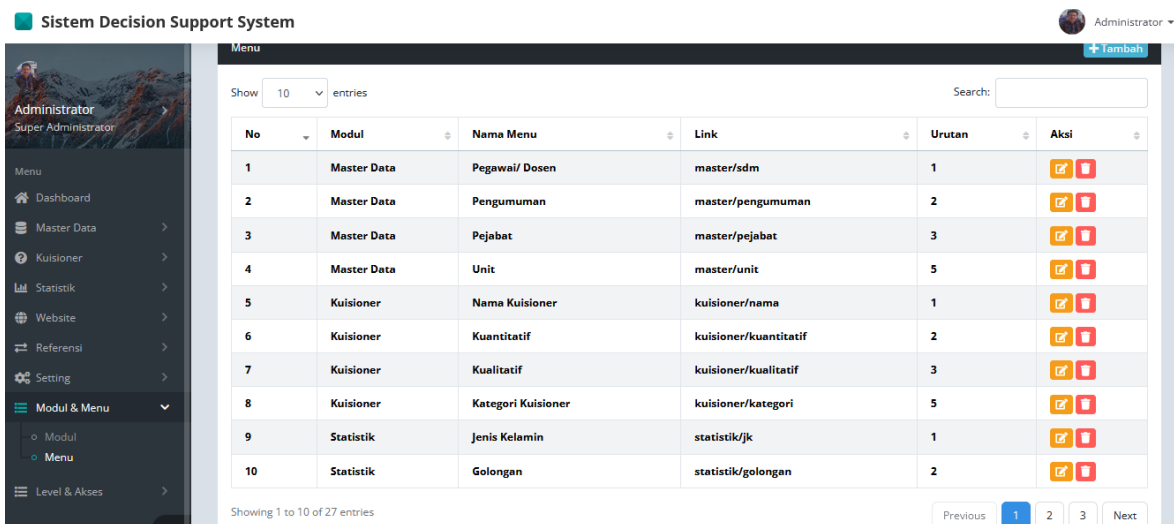 Sistem Decision Support System
Administrator
Administrator
Super Administrator
Menu
Dashboard
Master Data
Kuisioner
Statistik
Website
Referensi
Setting
Modul & Menu
Modul
Menu
Level & Akses
Menu
+ Tambah
Show 10 entries
Search:
No Modul Nama Menu Link Urutan Aksi
1 Master Data Pegawai/ Dosen master/sdm 1
2 Master Data Pengumuman master/pengumuman 2
3 Master Data Pejabat master/pejabat 3
4 Master Data Unit master/unit 5
5 Kuisioner Nama Kuisioner kuisioner/nama 1
6 Kuisioner Kuantitatif kuisioner/kuantitatif 2
7 Kuisioner Kualitatif kuisioner/kualitatif 3
8 Kuisioner Kategori Kuisioner kuisioner/kategori 5
9 Statistik Jenis Kelamin statistik/jk 1
10 Statistik Golongan statistik/golongan 2
Showing 1 to 10 of 27 entries
Previous 1 2 3 Next